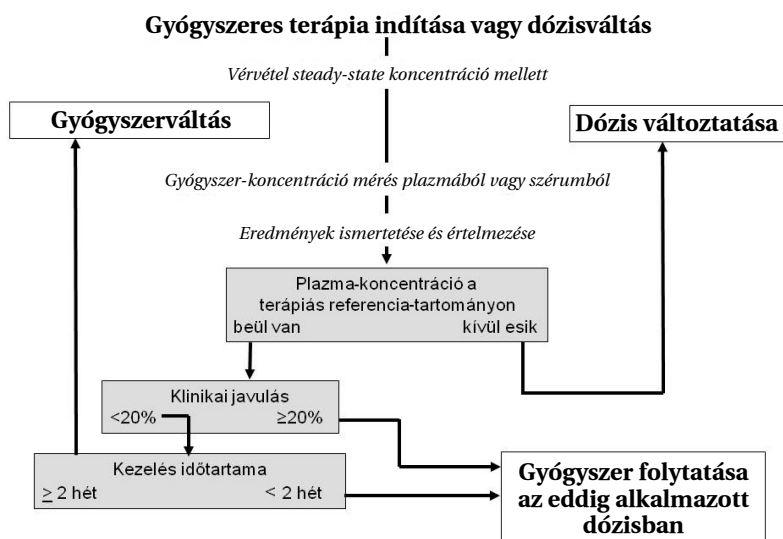 Gyógyszeres terápia indítása vagy dózisváltás
Vérvétel steady-state koncentráció mellett
Gyógyszerváltás
Dózis változtatása
Gyógyszer-koncentráció mérés plazmából vagy szérumból
Eredmények ismertetése és értelmezése
Plazma-koncentráció a
terápiás referencia-tartományon
beül van kívül esik
Klinikai javulás
<20% ≥20%
Kezelés időtartama
≥ 2 hét < 2 hét
Gyógyszer folytatása
az eddig alkalmazott
dózisban